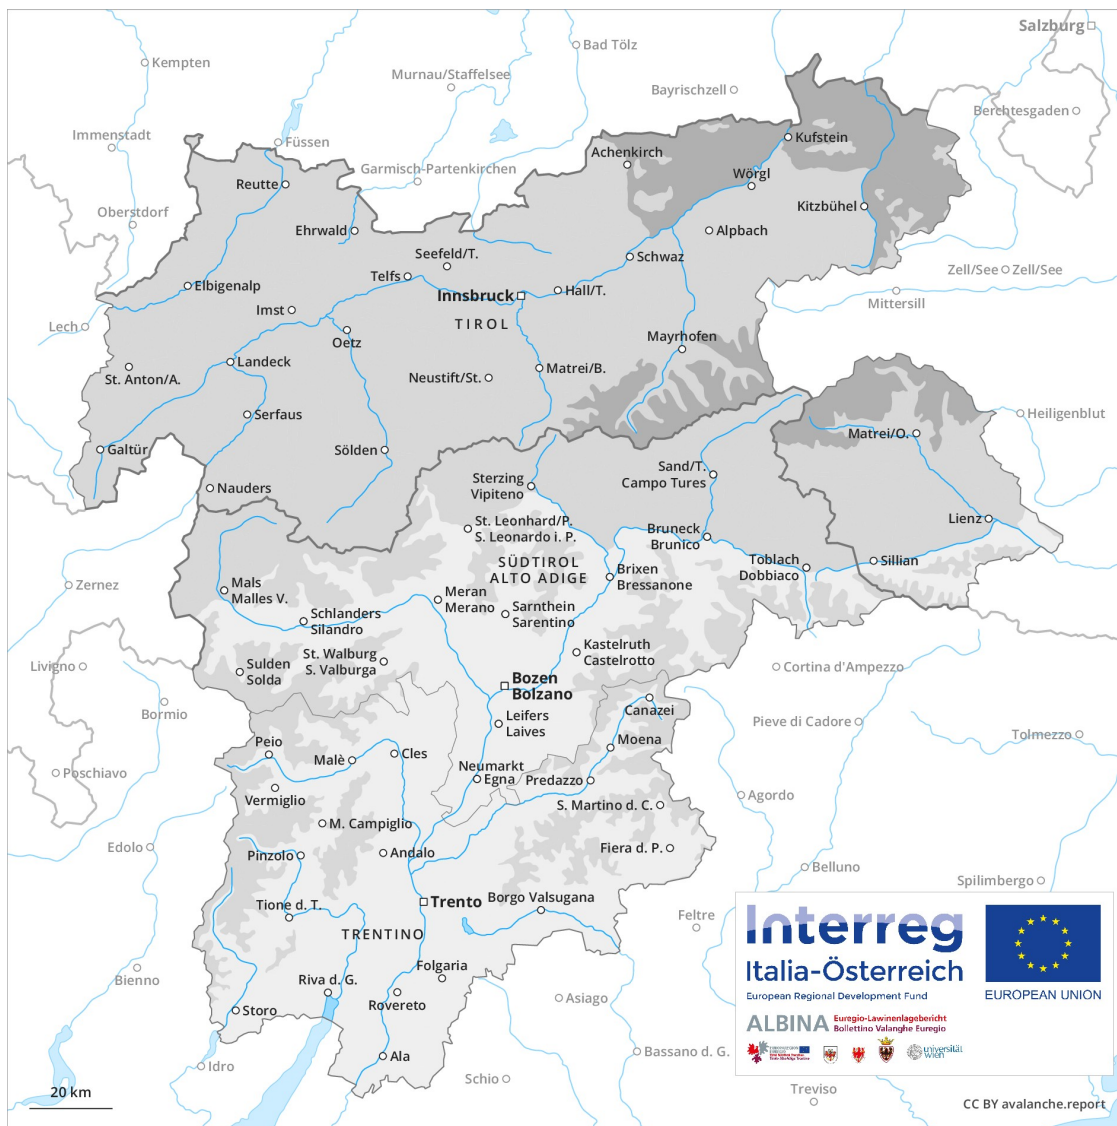 Salzburg
Bad Tölz
Kempten
Murnau/Staffelsee
Bayrischzell
Berchtesgaden
Immenstadt
Füssen
Kufstein
Achenkirch
Garmisch-Partenkirchen
Wörgl
Reutte
Kitzbühel
Oberstdorf
Ehrwald
Alpbach
Seefeld/T.
Schwaz
Zell/See
Zell/See
Telfs
Elbigenalp
Hall/T.
Innsbruck
Mittersill
Imst
TIROL
Lech
Oetz
Mayrhofen
Landeck
Matrei/B.
St. Anton/A.
Neustift/St.
Serfaus
Heiligenblut
Matrei/O.
Galtür
Sölden
Sand/T.
Campo Tures
Sterzing
Vipiteno
Nauders
Lienz
St. Leonhard/P.
S. Leonardo i. P.
Bruneck
Brunico
SÜDTIROL
ALTO ADIGE
Toblach
Dobbiaco
Sillian
Brixen
Bressanone
Zernez
Mals
Malles V.
Meran
Merano
Schlanders
Silandro
Sarnthein
Sarentino
Kastelruth
Castelrotto
St. Walburg
S. Valburga
Livigno
Sulden
Solda
Cortina d'Ampezzo
Bozen
Bolzano
Bormio
Canazei
Leifers
Laives
Pieve di Cadore
Tolmezzo
Moena
Peio
Cles
Malè
Poschiavo
Neumarkt
Egna
Predazzo
Vermiglio
Agordo
S. Martino d. C.
M. Campiglio
Edolo
Pinzolo
Andalo
Fiera d. P.
Belluno
Spilimbergo
Tione d. T.
Trento
Borgo Valsugana
Feltre
TRENTINO
Interreg
Italia-Österreich
European Regional Development Fund
EUROPEAN UNION
Folgaria
Bienno
Riva d. G.
Rovereto
Asiago
Storo
ALBINA
Euregio-Lawinenlagebericht
Bollettino Valanghe Euregio
universität
wien
Ala
Bassano d. G.
Idro
Schio
Treviso
20 km
CC BY avalanche.report